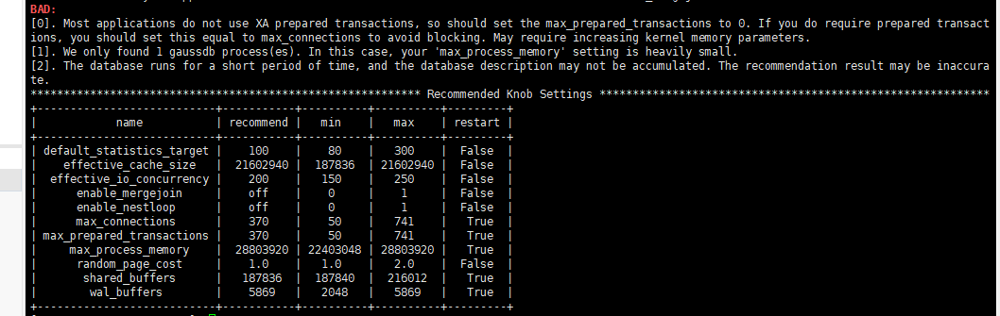 BAD:
[0]. Most applications do not use XA prepared transactions, so should set the max_prepared_transactions to 0. If you do require prepared transact
ions, you should set this equal to max_connections to avoid blocking. May require increasing kernel memory parameters.
[1]. We only found 1 gaussdb process(es). In this case, your 'max_process_memory' setting is heavily small.
[2]. The database runs for a short period of time, and the database description may not be accumulated. The recommendation result may be inaccura
te.
*********************************************************** Recommended Knob Settings ***********************************************************
+---------------------------+-----------+----------+----------+---------+
| name | recommend | min | max | restart |
+---------------------------+-----------+----------+----------+---------+
| default_statistics_target | 100 | 80 | 300 | False |
| effective_cache_size | 21602940 | 187836 | 21602940 | False |
| effective_io_concurrency | 200 | 150 | 250 | False |
| enable_mergejoin | off | 0 | 1 | False |
| enable_nestloop | off | 0 | 1 | False |
| max_connections | 370 | 50 | 741 | True |
| max_prepared_transactions | 370 | 50 | 741 | True |
| max_process_memory | 28803920 | 22403048 | 28803920 | True |
| random_page_cost | 1.0 | 1.0 | 2.0 | False |
| shared_buffers | 187836 | 187840 | 216012 | True |
| wal_buffers | 5869 | 2048 | 5869 | True |
+---------------------------+-----------+----------+----------+---------+